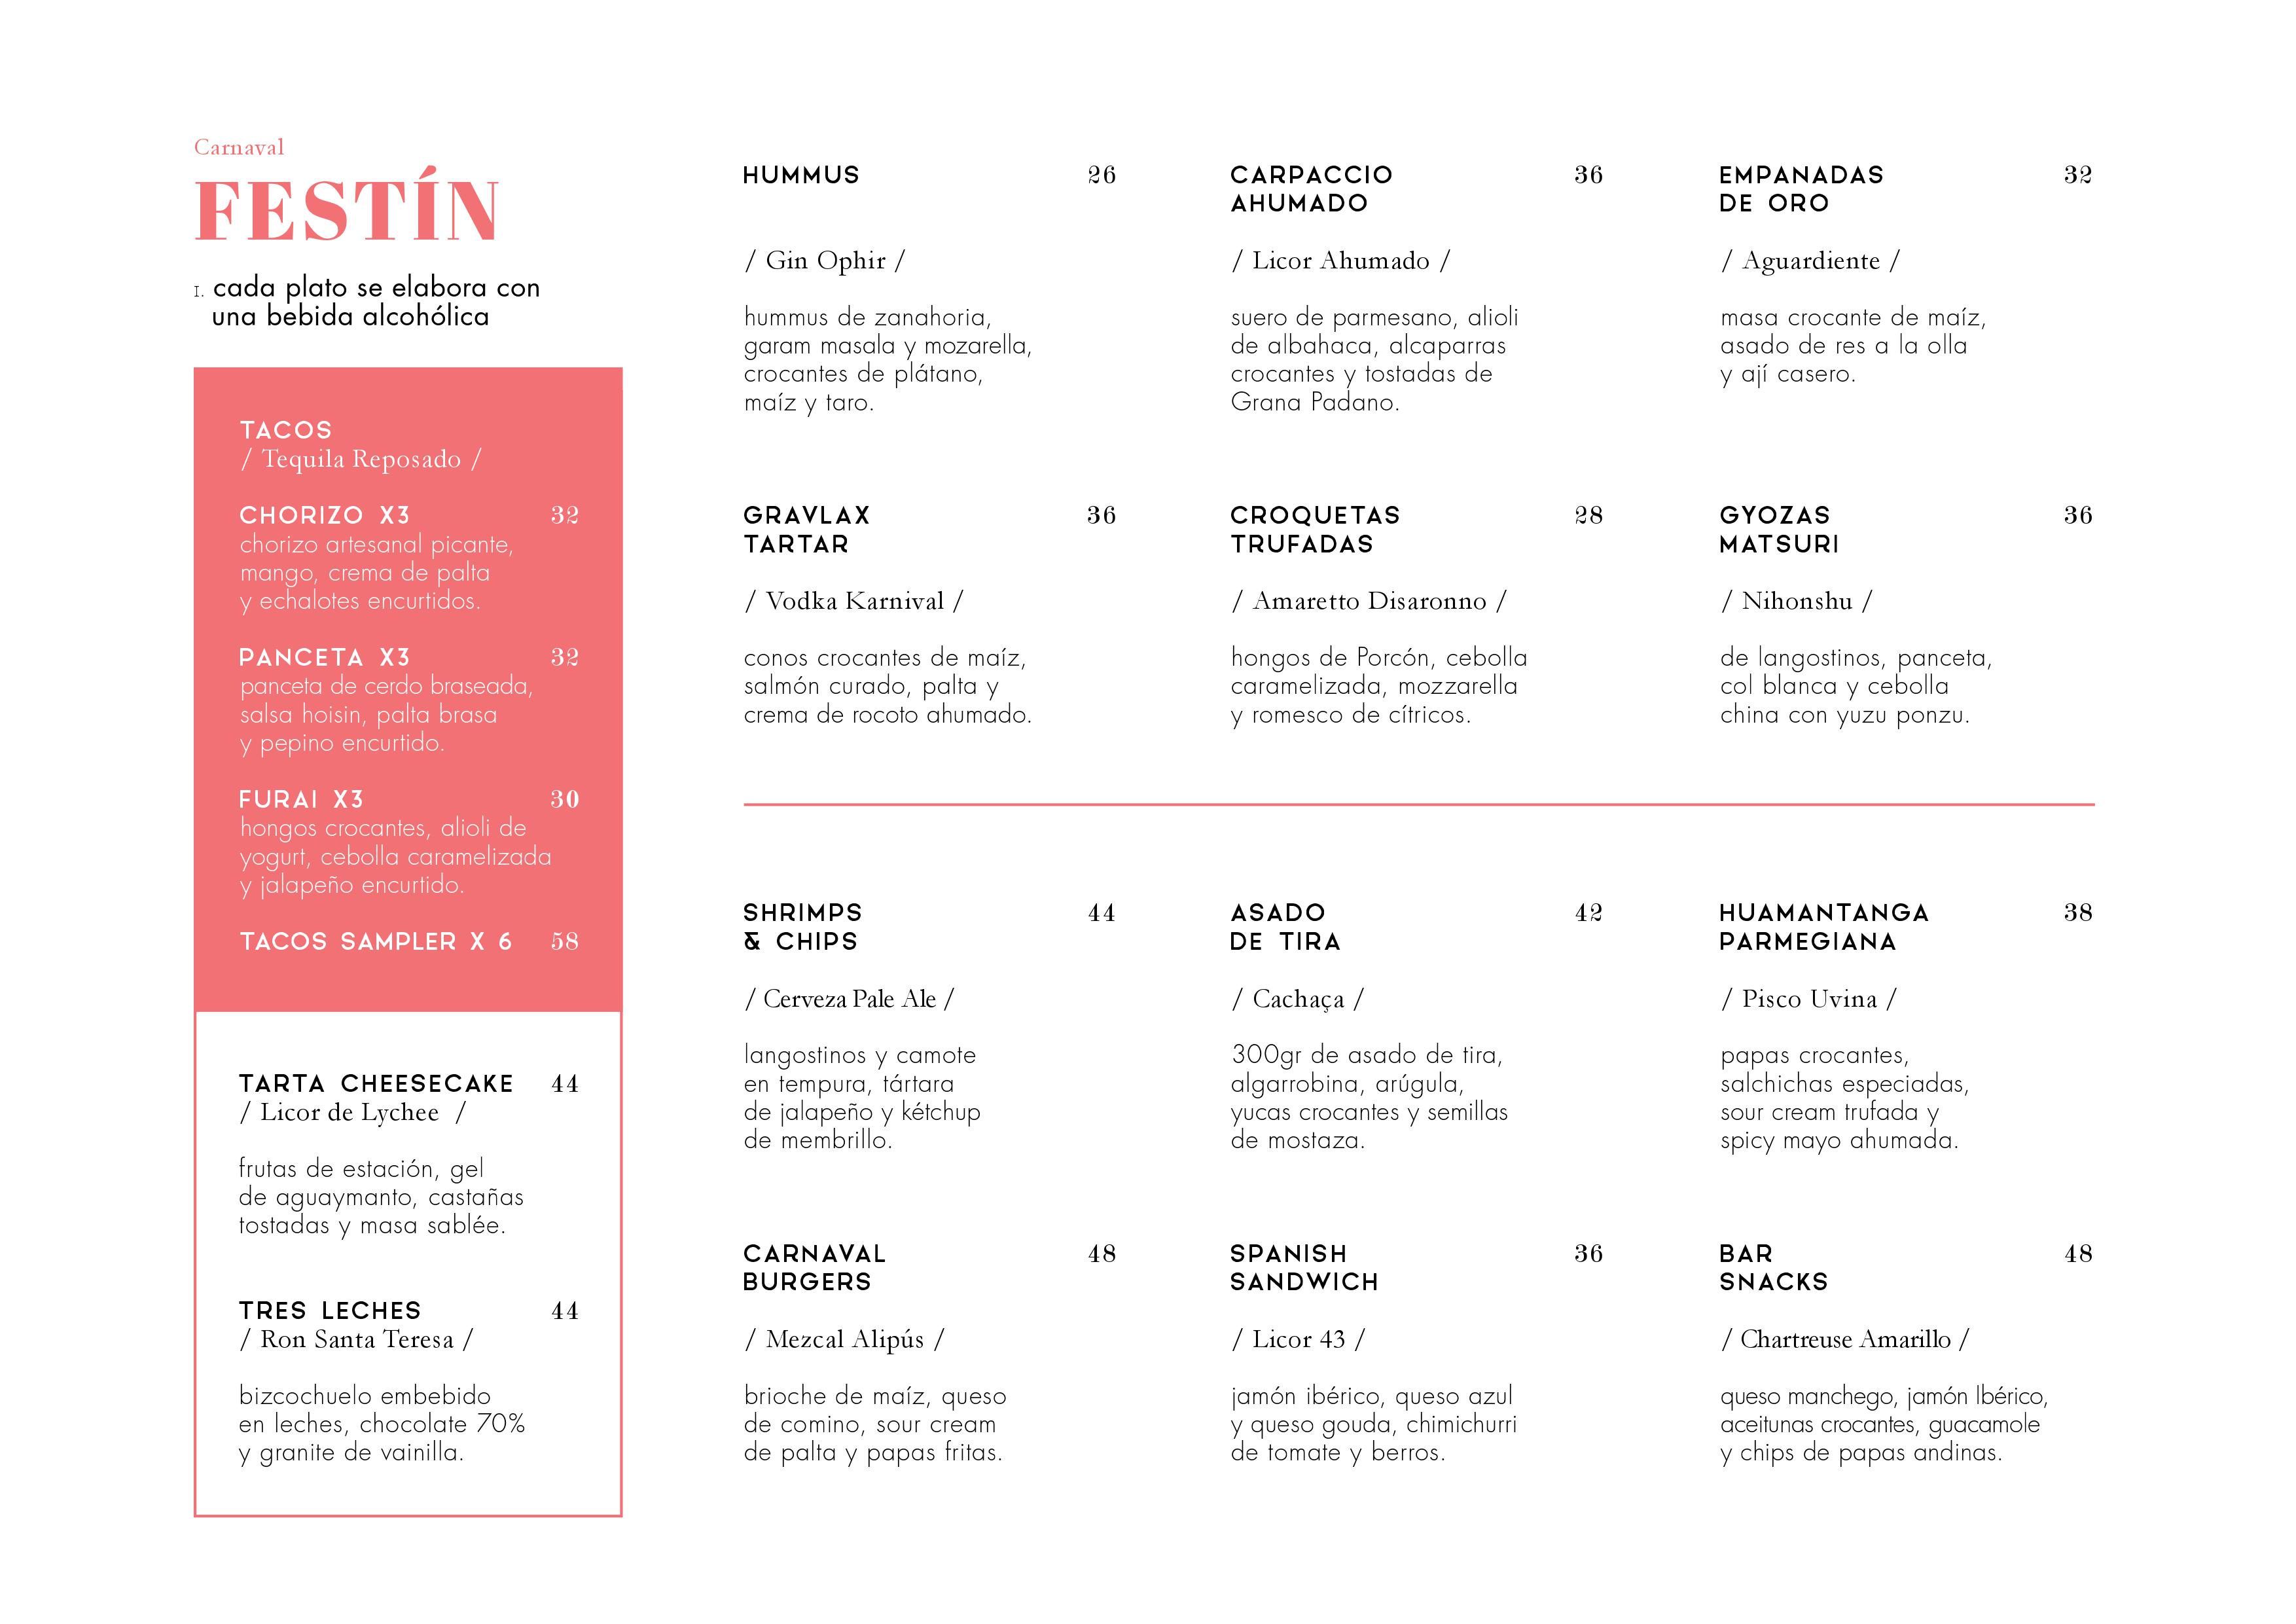 Carnaval
FESTÍN
1. cada plato se elabora con
una bebida alcohólica
TACOS
/ Tequila Reposado /
CHORIZO X3 32
chorizo artesanal picante,
mango, crema de palta
y echalotes encurtidos.
PANCETA X3 32
panceta de cerdo braseada,
salsa hoisin, palta brasa
y pepino encurtido.
FURAI X3 30
hongos crocantes, alioli de
yogurt, cebolla caramelizada
y jalapeño encurtido.
TACOS SAMPLER X 6 58
TARTA CHEESECAKE 44
/ Licor de Lychee /
frutas de estación, gel
de aguaymanto, castañas
tostadas y masa sablée.
TRES LECHES 44
/ Ron Santa Teresa /
bizcochuelo embebido
en leches, chocolate 70%
y granite de vainilla.
HUMMUS 26
/ Gin Ophir /
hummus de zanahoria,
garam masala y mozarella,
crocantes de plátano,
maíz y taro.
CARPACCIO 36
AHUMADO
/ Licor Ahumado /
suero de parmesano, alioli
de albahaca, alcaparras
crocantes y tostadas de
Grana Padano.
EMPANADAS 32
DE ORO
/ Aguardiente /
masa crocante de maíz,
asado de res a la olla
y ají casero.
GRAVLAX 36
TARTAR
/ Vodka Karnival /
conos crocantes de maíz,
salmón curado, palta y
crema de rocoto ahumado.
CROQUETAS 28
TRUFADAS
/ Amaretto Disaronno /
hongos de Porcón, cebolla
caramelizada, mozzarella
y romesco de cítricos.
GYOZAS 36
MATSURI
/ Nihonshu /
de langostinos, panceta,
col blanca y cebolla
china con yuzu ponzu.
SHRIMPS 44
& CHIPS
/ Cerveza Pale Ale /
langostinos y camote
en tempura, tártara
de jalapeño y kétchup
de membrillo.
ASADO 42
DE TIRA
/ Cachaça /
300gr de asado de tira,
algarrobina, arúgula,
yucas crocantes y semillas
de mostaza.
HUAMANTANGA 38
PARMEGIANA
/ Pisco Uvina /
papas crocantes,
salchichas especiadas,
sour cream trufada y
spicy mayo ahumada.
CARNAVAL 48
BURGERS
/ Mezcal Alipús /
brioche de maíz, queso
de comino, sour cream
de palta y papas fritas.
SPANISH 36
SANDWICH
/ Licor 43 /
jamón ibérico, queso azul
y queso gouda, chimichurri
de tomate y berros.
BAR 48
SNACKS
/ Chartreuse Amarillo /
queso manchego, jamón Ibérico,
aceitunas crocantes, guacamole
y chips de papas andinas.